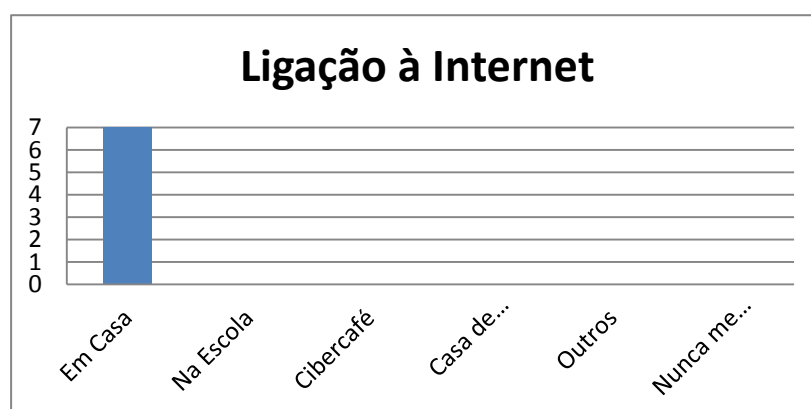 Ligação à Internet
7
6
5
4
3
2
1
0
Em Casa
Na Escola
Cibercafé
Casa de...
Outros
Nunca me...